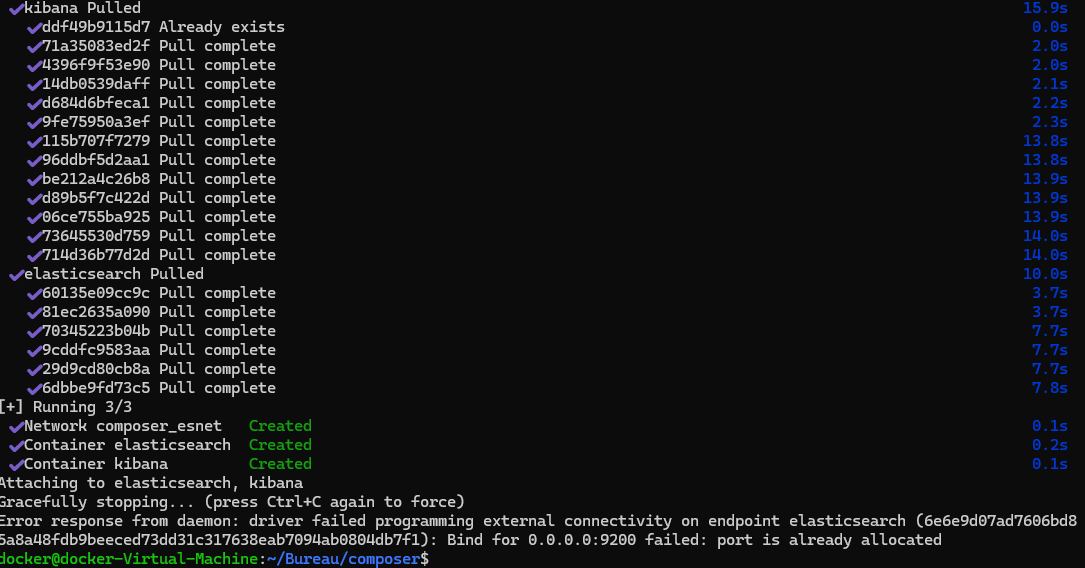 ✔kibana Pulled 15.9s
✔ddf49b9115d7 Already exists 0.0s
✔71a35083ed2f Pull complete 2.0s
✔4396f9f53e90 Pull complete 2.0s
✔14db0539daff Pull complete 2.1s
✔d684d6bfeca1 Pull complete 2.2s
✔9fe75950a3ef Pull complete 2.3s
✔115b707f7279 Pull complete 13.8s
✔96ddbf5d2aa1 Pull complete 13.8s
✔be212a4c26b8 Pull complete 13.9s
✔d89b5f7c422d Pull complete 13.9s
✔06ce755ba925 Pull complete 13.9s
✔73645530d759 Pull complete 14.0s
✔714d36b77d2d Pull complete 14.0s
✔elasticsearch Pulled 10.0s
✔60135e09cc9c Pull complete 3.7s
✔81ec2635a090 Pull complete 3.7s
✔70345223b04b Pull complete 7.7s
✔9cddfc9583aa Pull complete 7.7s
✔29d9cd80cb8a Pull complete 7.7s
✔6dbbe9fd73c5 Pull complete 7.8s
[+] Running 3/3
✔Network composer_esnet Created 0.1s
✔Container elasticsearch Created 0.2s
✔Container kibana Created 0.1s
Attaching to elasticsearch, kibana
Gracefully stopping... (press Ctrl+C again to force)
Error response from daemon: driver failed programming external connectivity on endpoint elasticsearch (6e6e9d07ad7606bd8
5a8a48fdb9beeced73dd31c317638eab7094ab0804db7f1): Bind for 0.0.0.0:9200 failed: port is already allocated
docker@docker-Virtual-Machine:~/Bureau/composer$